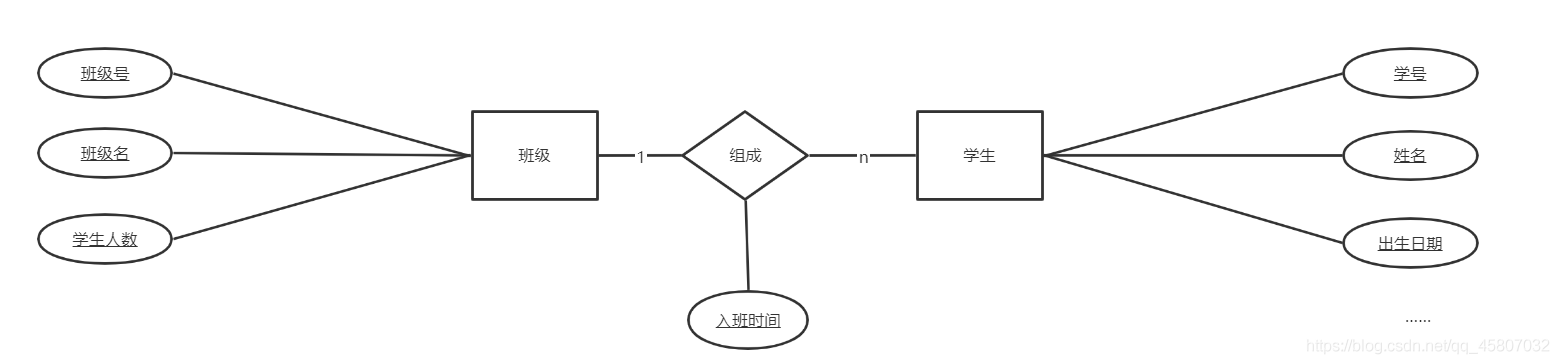 班级号
班级名
学生人数
班级
1
组成
n
学生
入班时间
学号
姓名
出生日期
......
https://blog.csdn.net/qq_45807032